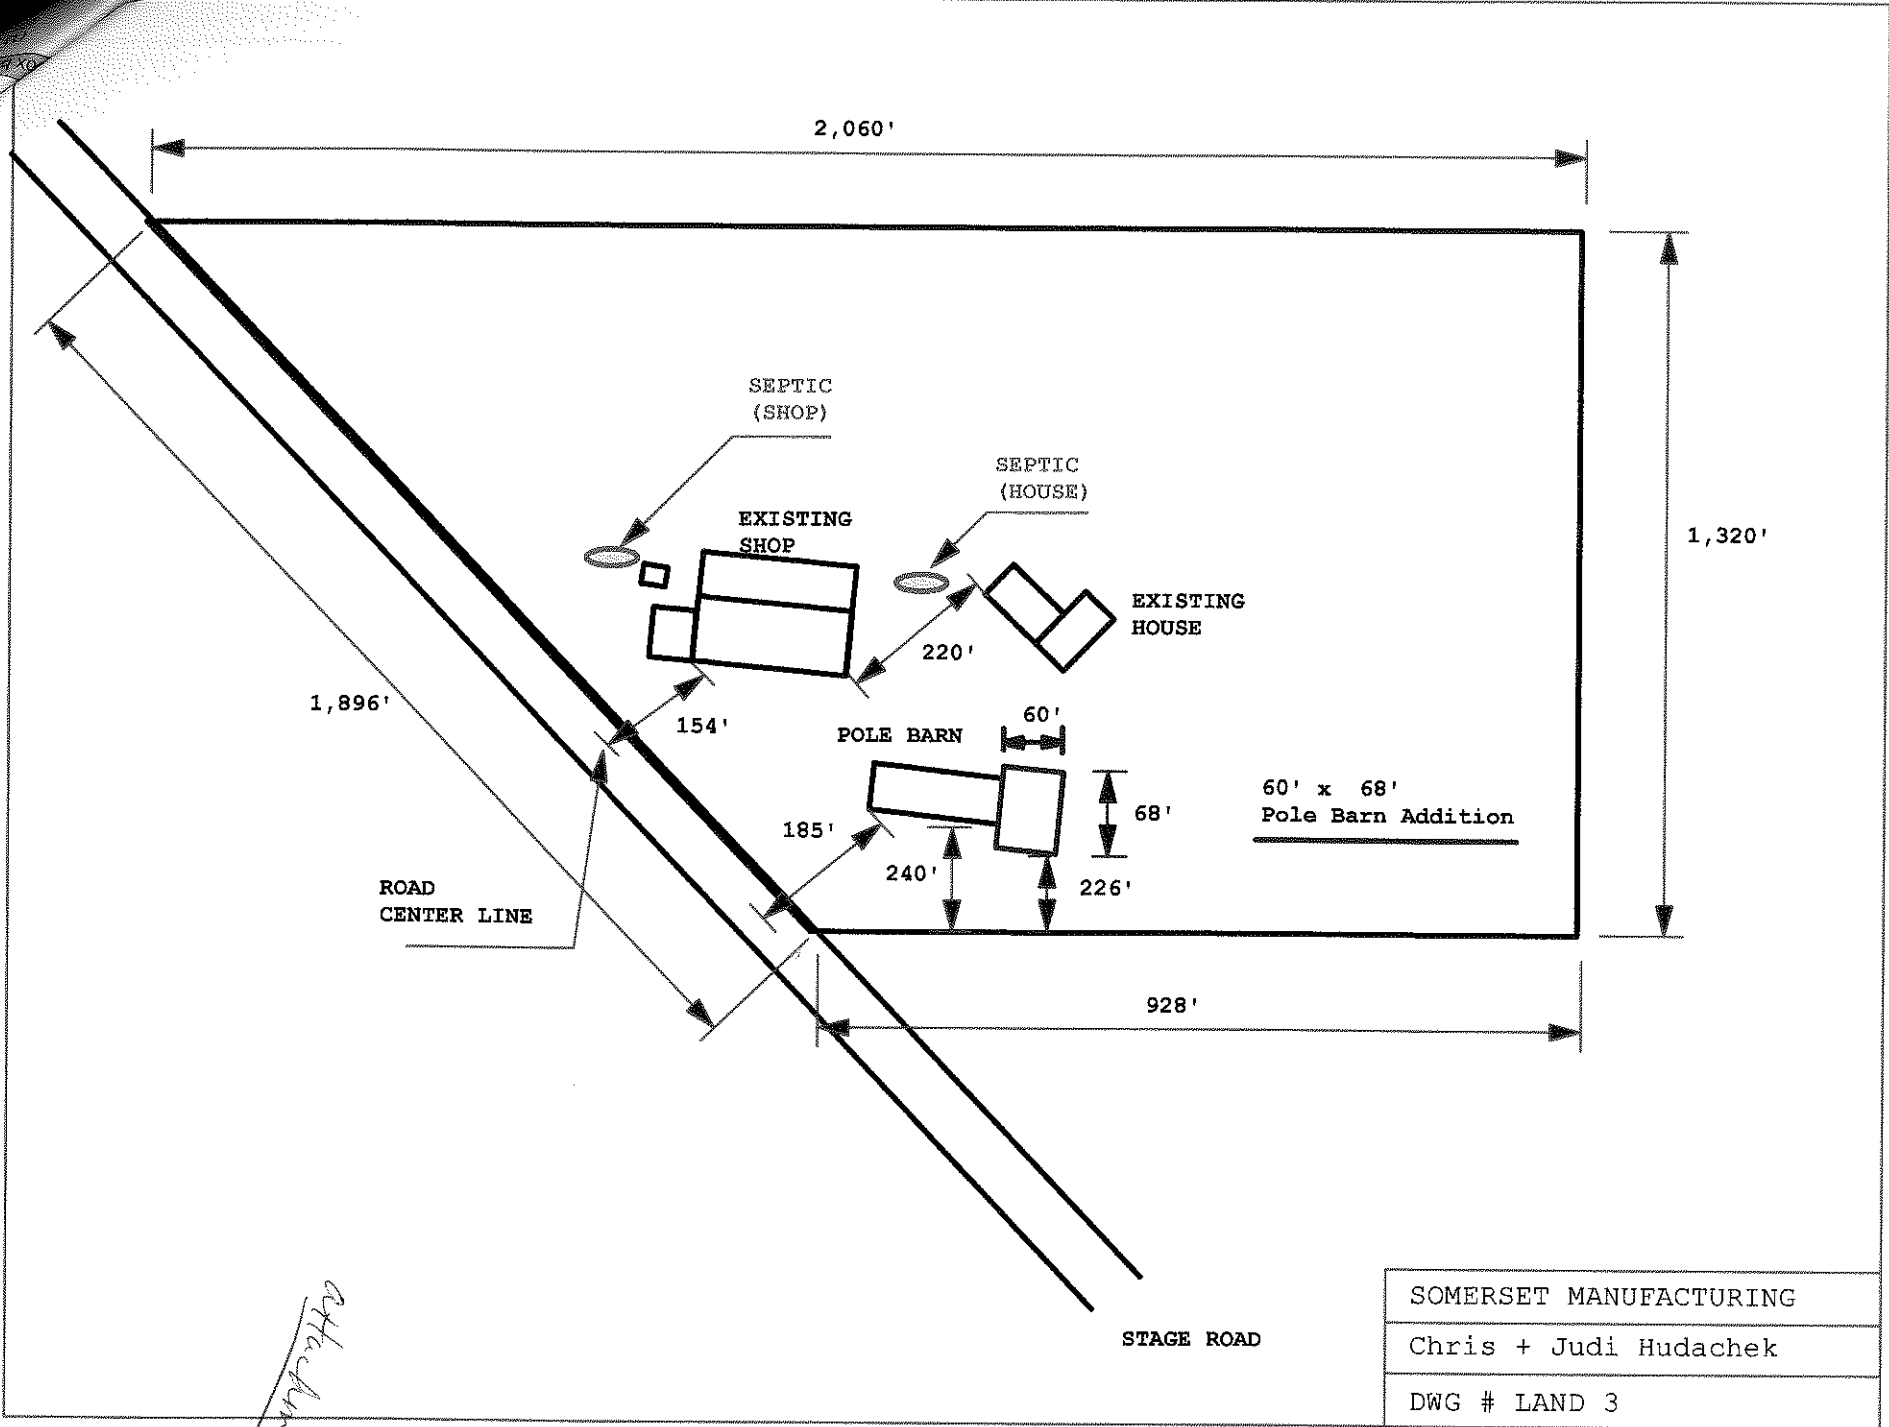 2,060'
SEPTIC
(SHOP)
SEPTIC
(HOUSE)
EXISTING
SHOP
1,320'
EXISTING
HOUSE
220'
1,896'
154'
60'
POLE BARN
60' x 68'
Pole Barn Addition
68'
185'
240'
226'
ROAD
CENTER LINE
928'
STAGE ROAD
SOMERSET MANUFACTURING
Chris + Judi Hudachek
DWG # LAND 3